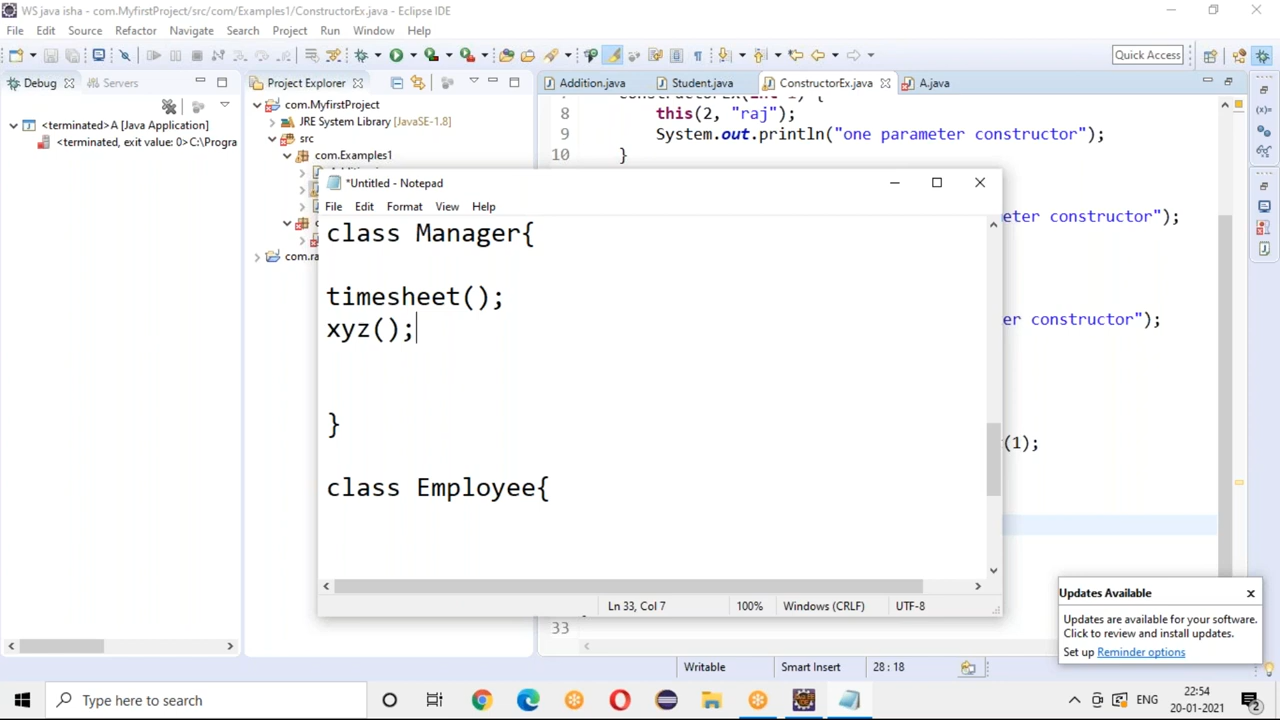 WS java isha - com.MyfirstProject/src/com/Examples1/ConstructorEx.java - Eclipse IDE
File Edit Source Refactor Navigate Search Project Run Window Help
Quick Access
Debug Servers
Project Explorer
Addition.java Student.java ConstructorEx.java A.java
<terminated>A [Java Application]
<terminated, exit value: 0>C:\Progra
com.MyfirstProject
JRE System Library [JavaSE-1.8]
src
com.Examples1
com.ra
8 this(2, "raj");
9 System.out.println("one parameter constructor");
10 }
eter constructor");
er constructor");
(1);
33
*Untitled - Notepad
File Edit Format View Help
class Manager{
timesheet();
xyz();
}
class Employee{
Ln 33, Col 7 100% Windows (CRLF) UTF-8
Updates Available
Updates are available for your software.
Click to review and install updates.
Set up Reminder options
Writable Smart Insert 28 : 18
Type here to search
ENG
22:54
20-01-2021
2